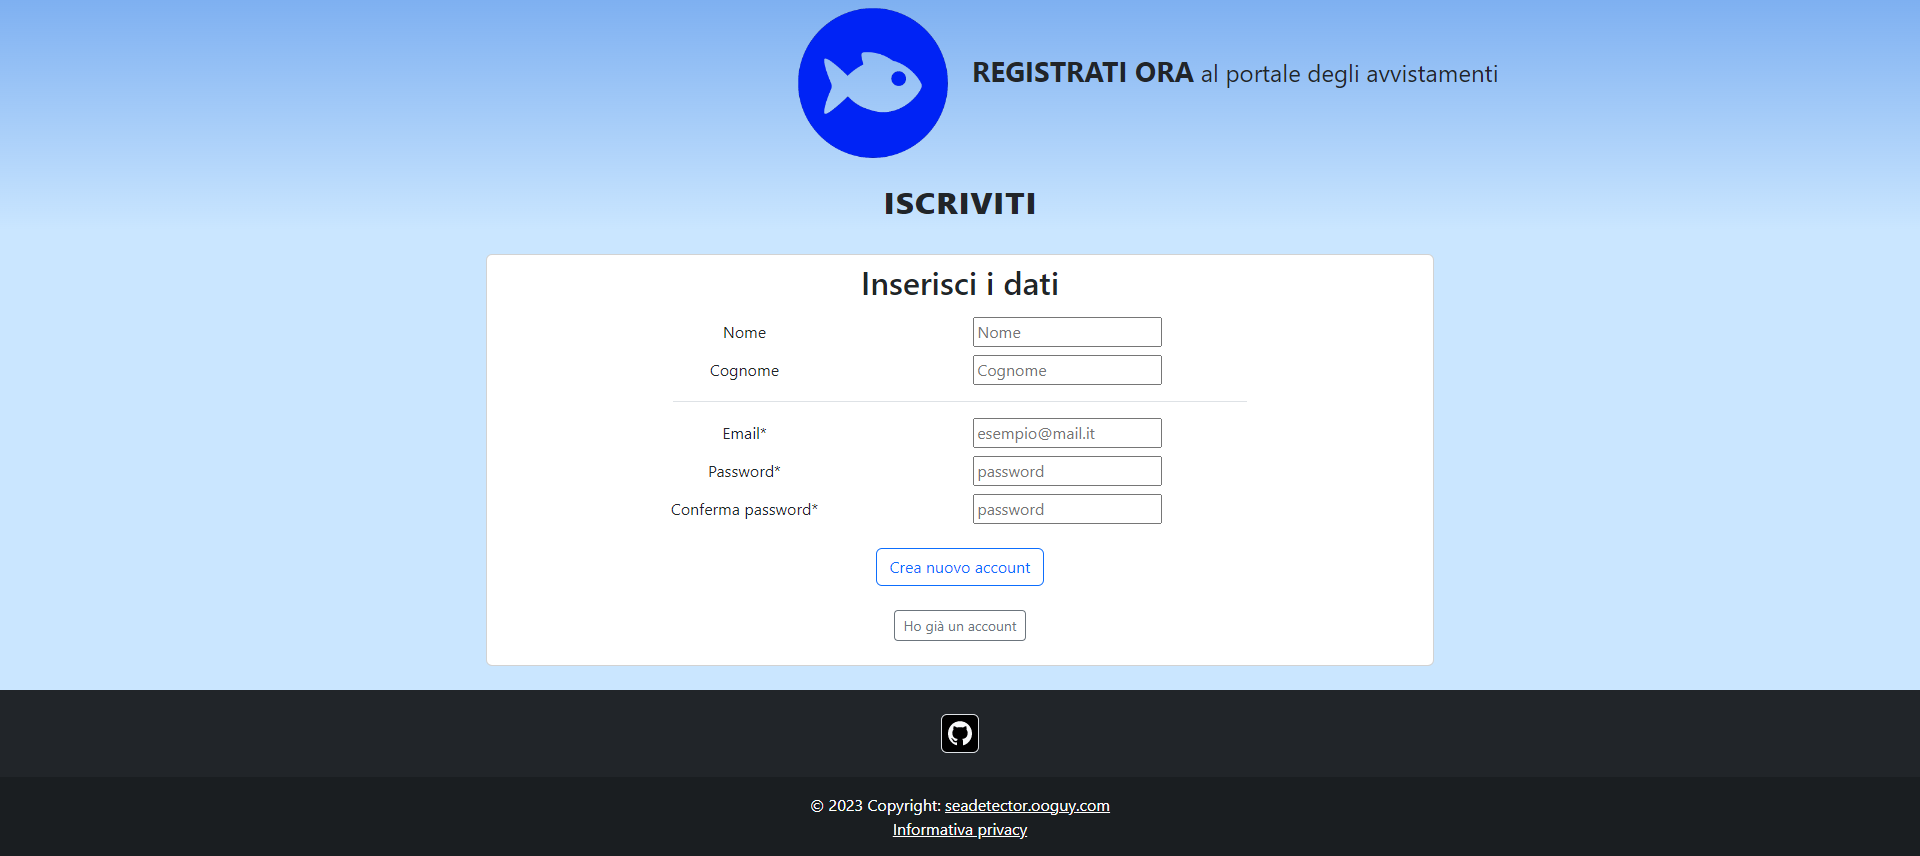 REGISTRATI ORA al portale degli avvistamenti
ISCRIVITI
Inserisci i dati
Nome Nome
Cognome Cognome
Email* esempio@mail.it
Password* password
Conferma password* password
Crea nuovo account
Ho già un account
© 2023 Copyright: seadetector.ooguy.com
Informativa privacy